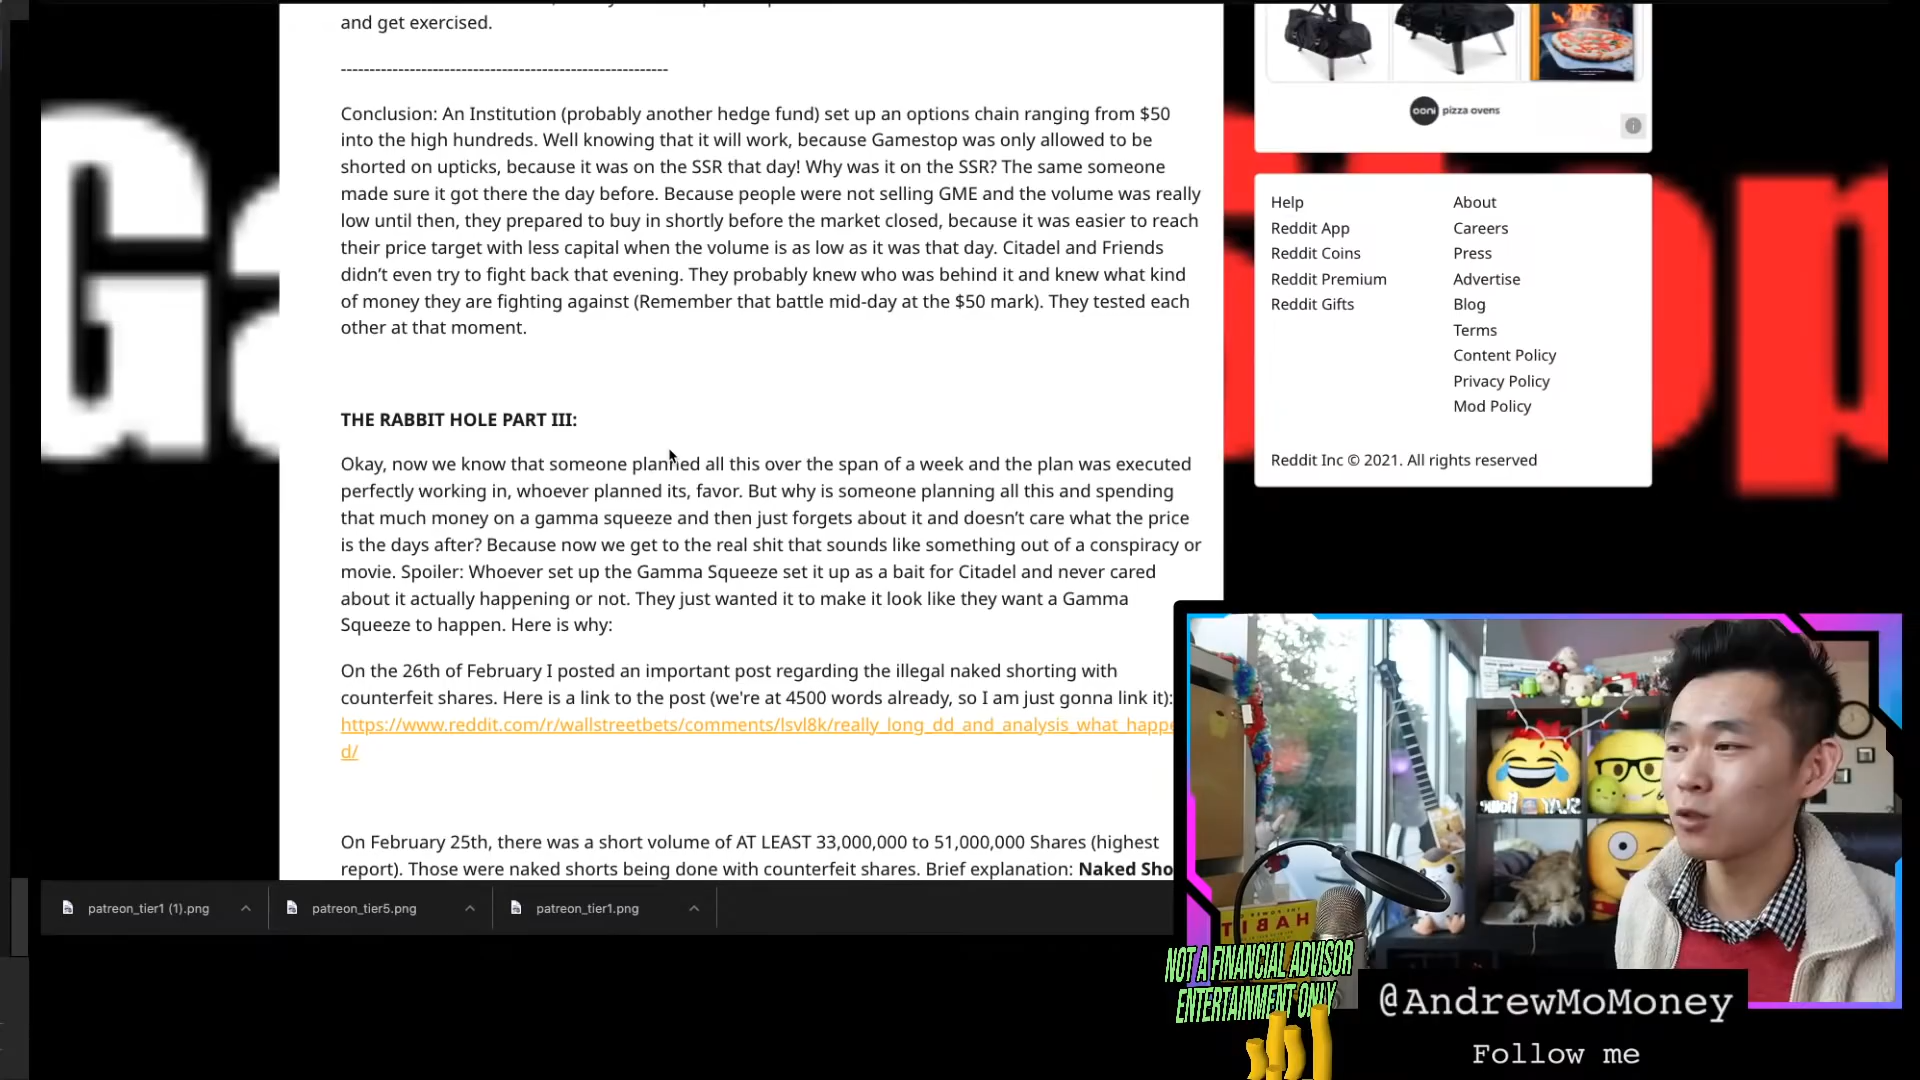 and get exercised.
---------------------------------------------------------
Conclusion: An Institution (probably another hedge fund) set up an options chain ranging from $50
into the high hundreds. Well knowing that it will work, because Gamestop was only allowed to be
shorted on upticks, because it was on the SSR that day! Why was it on the SSR? The same someone
made sure it got there the day before. Because people were not selling GME and the volume was really
low until then, they prepared to buy in shortly before the market closed, because it was easier to reach
their price target with less capital when the volume is as low as it was that day. Citadel and Friends
didn't even try to fight back that evening. They probably knew who was behind it and knew what kind
of money they are fighting against (Remember that battle mid-day at the $50 mark). They tested each
other at that moment.
THE RABBIT HOLE PART III:
Okay, now we know that someone planned all this over the span of a week and the plan was executed
perfectly working in, whoever planned its, favor. But why is someone planning all this and spending
that much money on a gamma squeeze and then just forgets about it and doesn't care what the price
is the days after? Because now we get to the real shit that sounds like something out of a conspiracy or
movie. Spoiler: Whoever set up the Gamma Squeeze set it up as a bait for Citadel and never cared
about it actually happening or not. They just wanted it to make it look like they want a Gamma
Squeeze to happen. Here is why:
On the 26th of February I posted an important post regarding the illegal naked shorting with
counterfeit shares. Here is a link to the post (we're at 4500 words already, so I am just gonna link it):
https://www.reddit.com/r/wallstreetbets/comments/lsvl8k/really_long_dd_and_analysis_what_happe
d/
On February 25th, there was a short volume of AT LEAST 33,000,000 to 51,000,000 Shares (highest
report). Those were naked shorts being done with counterfeit shares. Brief explanation: Naked Sho
ooni pizza ovens
Help
Reddit App
Reddit Coins
Reddit Premium
Reddit Gifts
About
Careers
Press
Advertise
Blog
Terms
Content Policy
Privacy Policy
Mod Policy
Reddit Inc © 2021. All rights reserved
patreon_tier1 (1).png
patreon_tier5.png
patreon_tier1.png
HABIT
NOT A FINANCIAL ADVISOR
ENTERTAINMENT ONLY
@AndrewMoMoney
Follow me